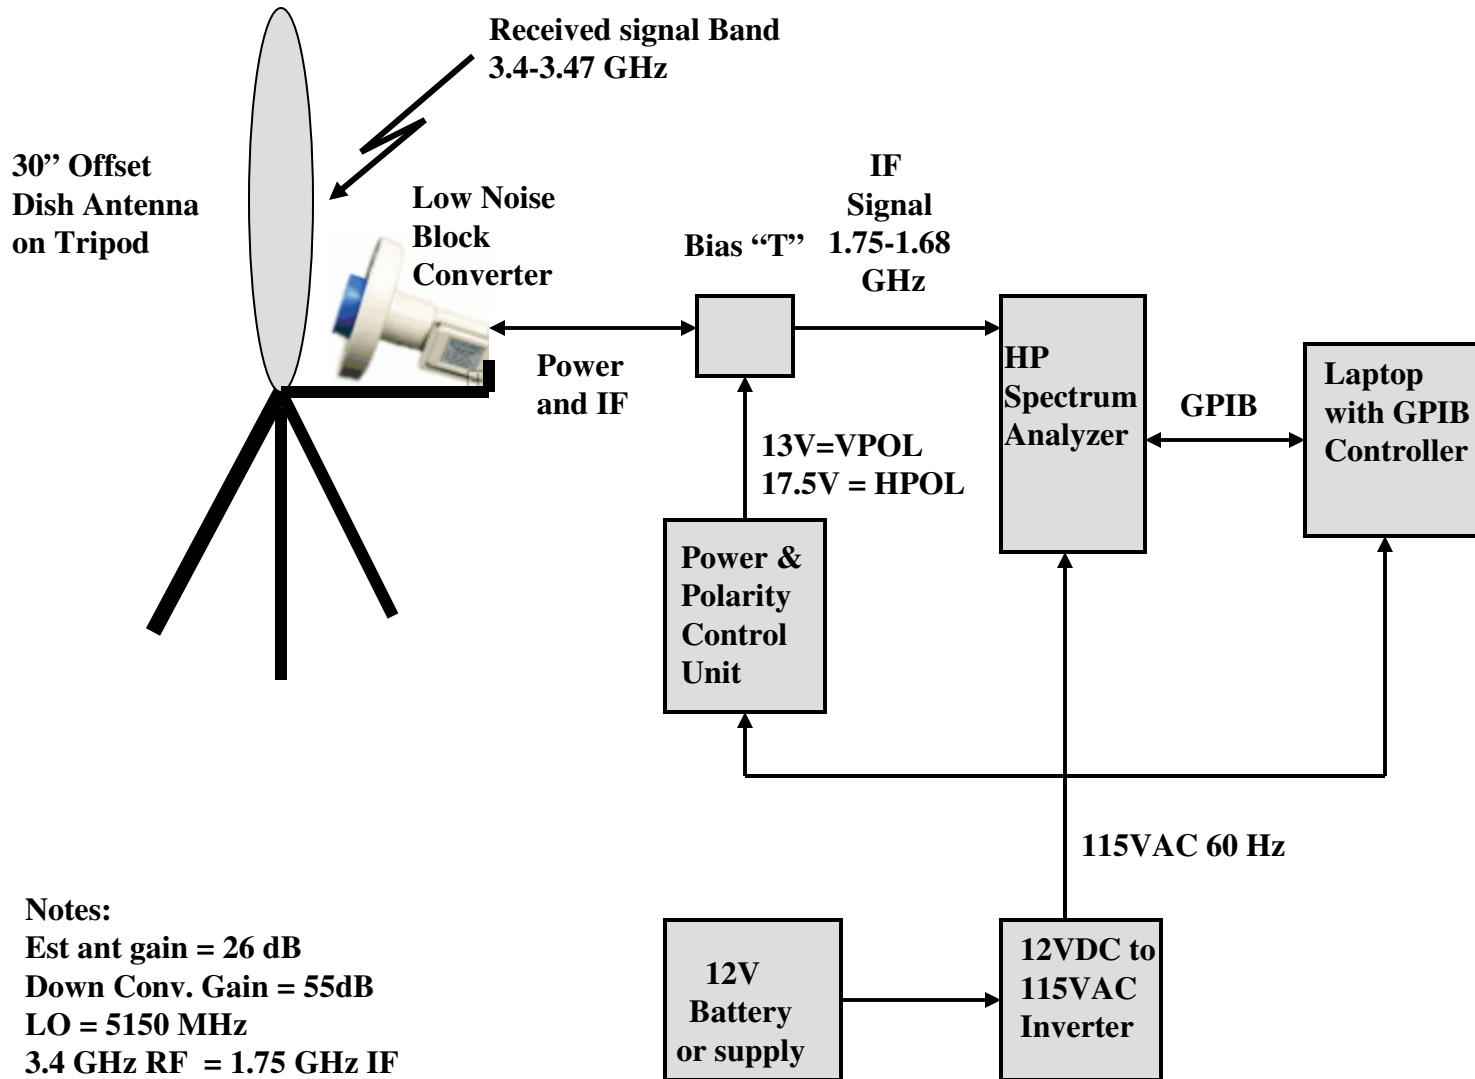 Received signal Band
3.4-3.47 GHz
30” Offset
Dish Antenna
on Tripod
Low Noise
Block
Converter
Bias “T”
IF
Signal
1.75-1.68
GHz
Power
and IF
HP
Spectrum
Analyzer
GPIB
Laptop
with GPIB
Controller
13V=VPOL
17.5V = HPOL
Power &
Polarity
Control
Unit
115VAC 60 Hz
Notes:
Est ant gain = 26 dB
Down Conv. Gain = 55dB
LO = 5150 MHz
3.4 GHz RF = 1.75 GHz IF
12V
Battery
or supply
12VDC to
115VAC
Inverter